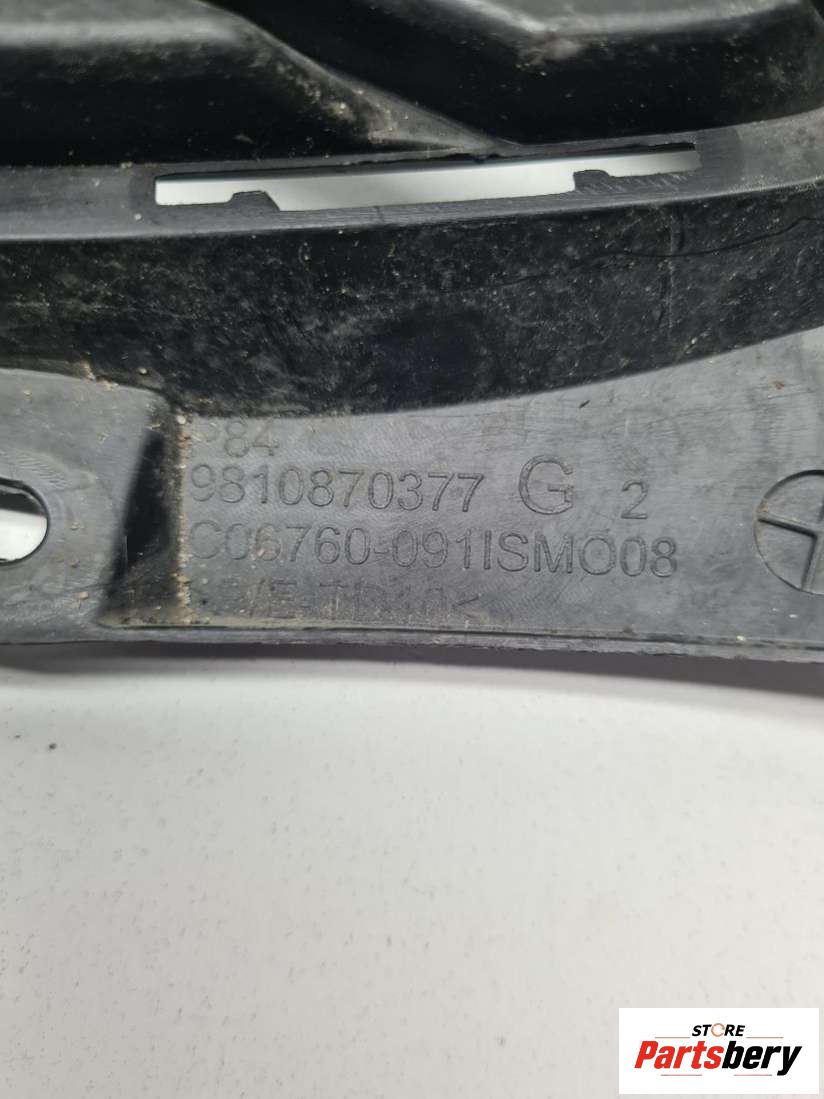 P84
9810870377 G 2
C06760-091ISMO08
STORE
Partsbery